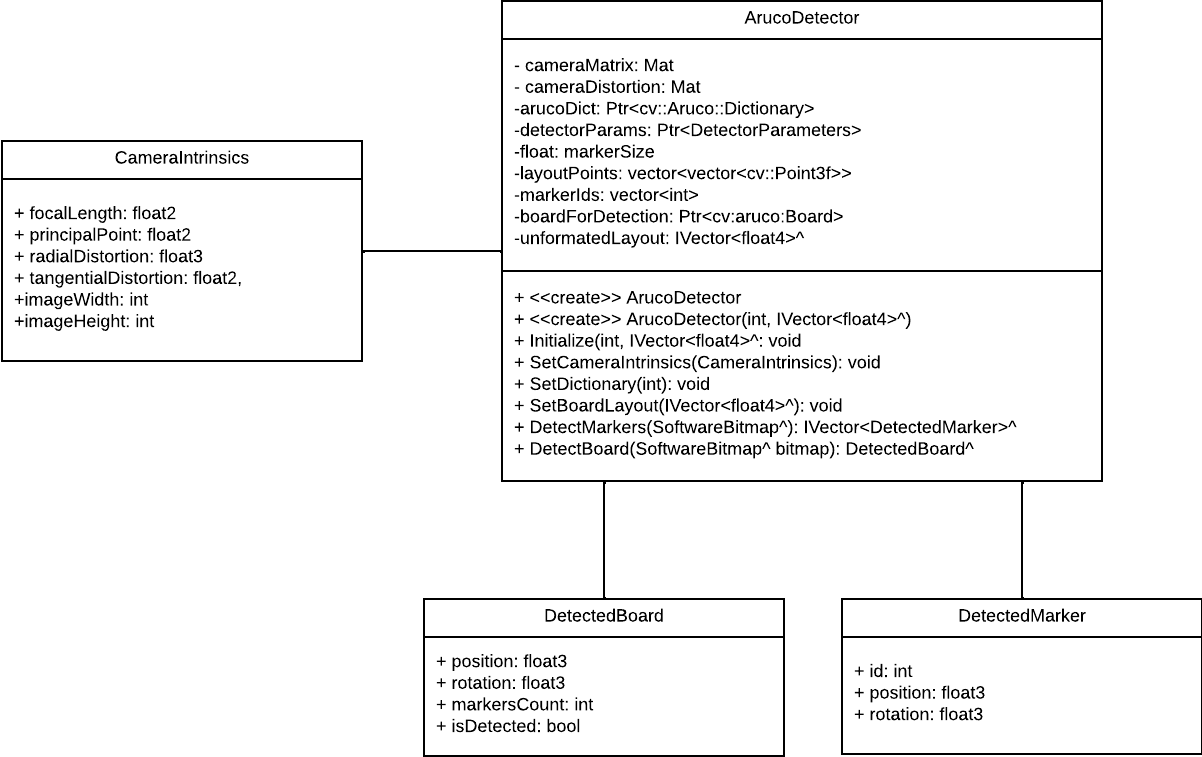 ArucoDetector
- cameraMatrix: Mat
- cameraDistortion: Mat
-arucoDict: Ptr<cv::Aruco::Dictionary>
-detectorParams: Ptr<DetectorParameters>
-float: markerSize
-layoutPoints: vector<vector<cv::Point3f>>
-markerIds: vector<int>
-boardForDetection: Ptr<cv:aruco:Board>
-unformatedLayout: IVector<float4>^
+ <<create>> ArucoDetector
+ <<create>> ArucoDetector(int, IVector<float4>^)
+ Initialize(int, IVector<float4>^: void
+ SetCameraIntrinsics(CameraIntrinsics): void
+ SetDictionary(int): void
+ SetBoardLayout(IVector<float4>^): void
+ DetectMarkers(SoftwareBitmap^): IVector<DetectedMarker>^
+ DetectBoard(SoftwareBitmap^ bitmap): DetectedBoard^
CameraIntrinsics
+ focalLength: float2
+ principalPoint: float2
+ radialDistortion: float3
+ tangentialDistortion: float2,
+imageWidth: int
+imageHeight: int
DetectedBoard
+ position: float3
+ rotation: float3
+ markersCount: int
+ isDetected: bool
DetectedMarker
+ id: int
+ position: float3
+ rotation: float3